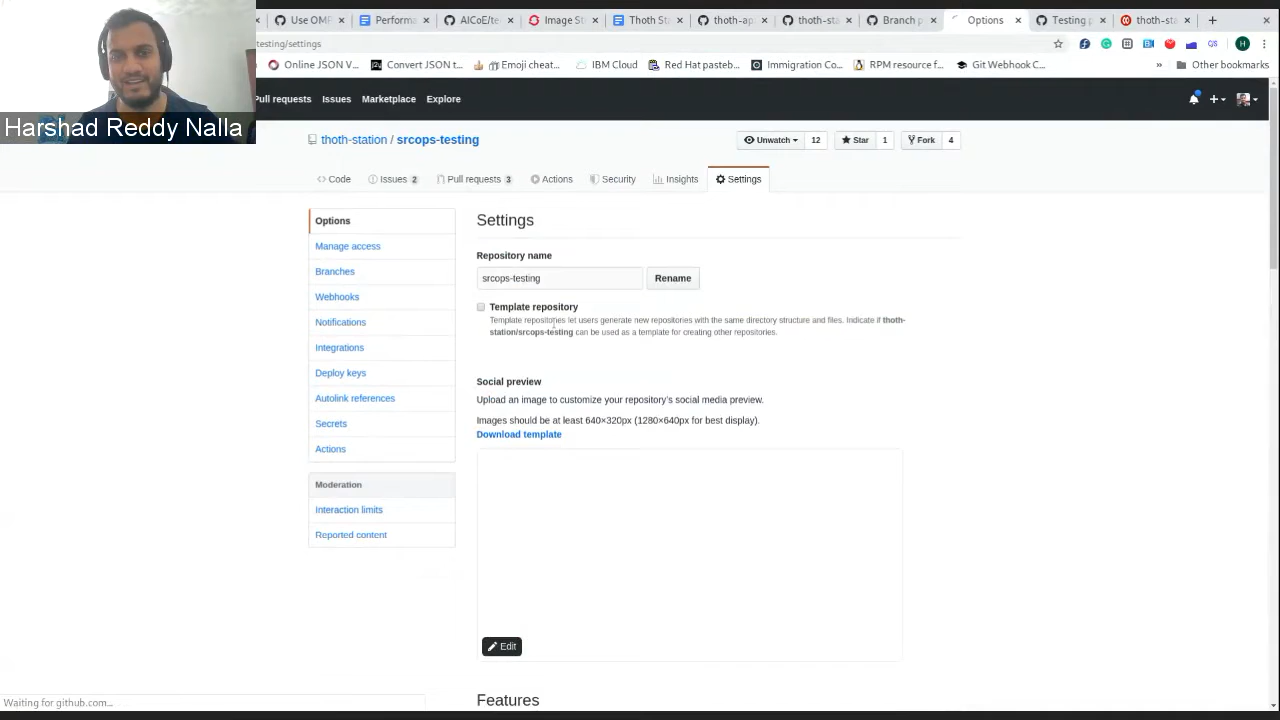 Use OMP
Performa
AICoE/te
Image St
Thoth St
thoth-ap
thoth-sta
Branch p
Options
Testing p
thoth-st
testing/settings
Online JSON V...
Convert JSON t...
Emoji cheat...
IBM Cloud
Red Hat pasteb...
Immigration Co...
RPM resource f...
Git Webhook C...
»
Other bookmarks
Pull requests
Issues
Marketplace
Explore
Harshad Reddy Nalla
thoth-station / srcops-testing
Unwatch 12
Star 1
Fork 4
Code
Issues 2
Pull requests 3
Actions
Security
Insights
Settings
Options
Manage access
Branches
Webhooks
Notifications
Integrations
Deploy keys
Autolink references
Secrets
Actions
Moderation
Interaction limits
Reported content
Settings
Repository name
srcops-testing
Rename
Template repository
Template repositories let users generate new repositories with the same directory structure and files. Indicate if thoth-
station/srcops-testing can be used as a template for creating other repositories.
Social preview
Upload an image to customize your repository's social media preview.
Images should be at least 640×320px (1280×640px for best display).
Download template
Edit
Features
Waiting for github.com...